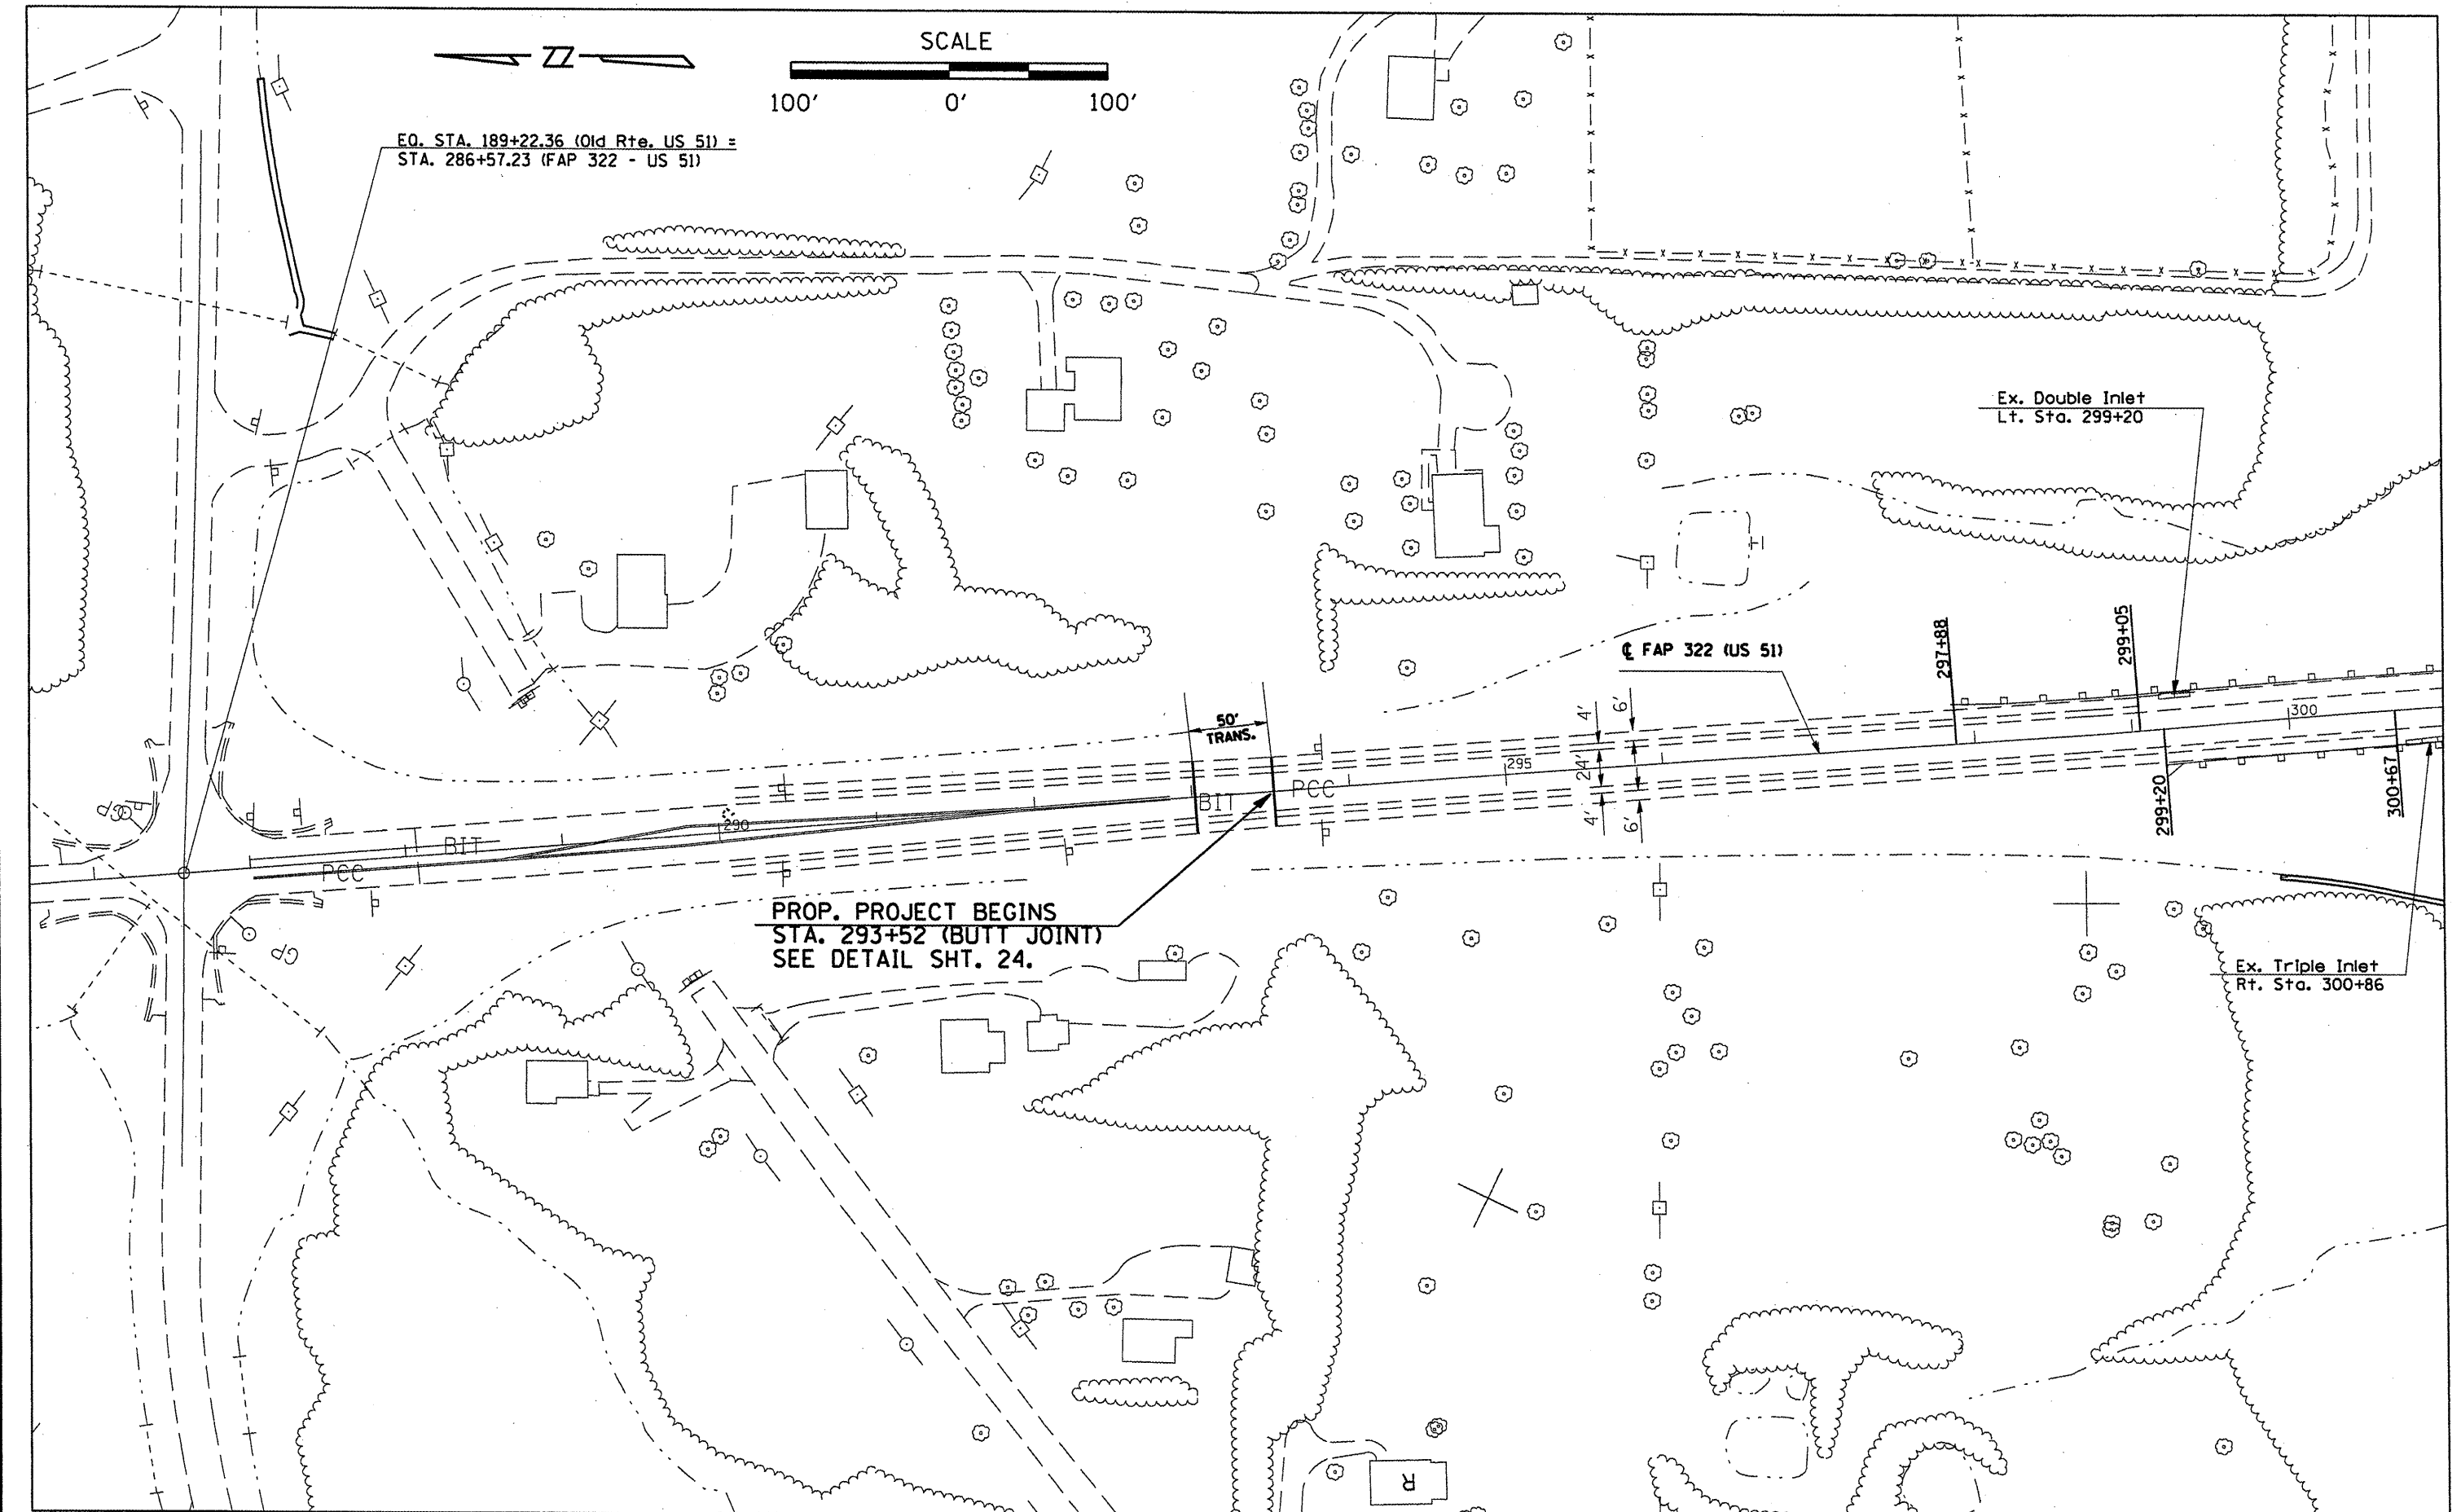 SCALE
100' 0' 100'
EQ. STA. 189+22.36 (Old Rte. US 51) =
STA. 286+57.23 (FAP 322 - US 51)
Ex. Double Inlet
Lt. Sta. 299+20
℄ FAP 322 (US 51)
297+88
299+05
50'
TRANS.
4'
6'
24'
4'
6'
295
300
BIT
PCC
290
BIT
PCC
GP
GP
299+20
300+67
PROP. PROJECT BEGINS
STA. 293+52 (BUTT JOINT)
SEE DETAIL SHT. 24.
Ex. Triple Inlet
Rt. Sta. 300+86
R